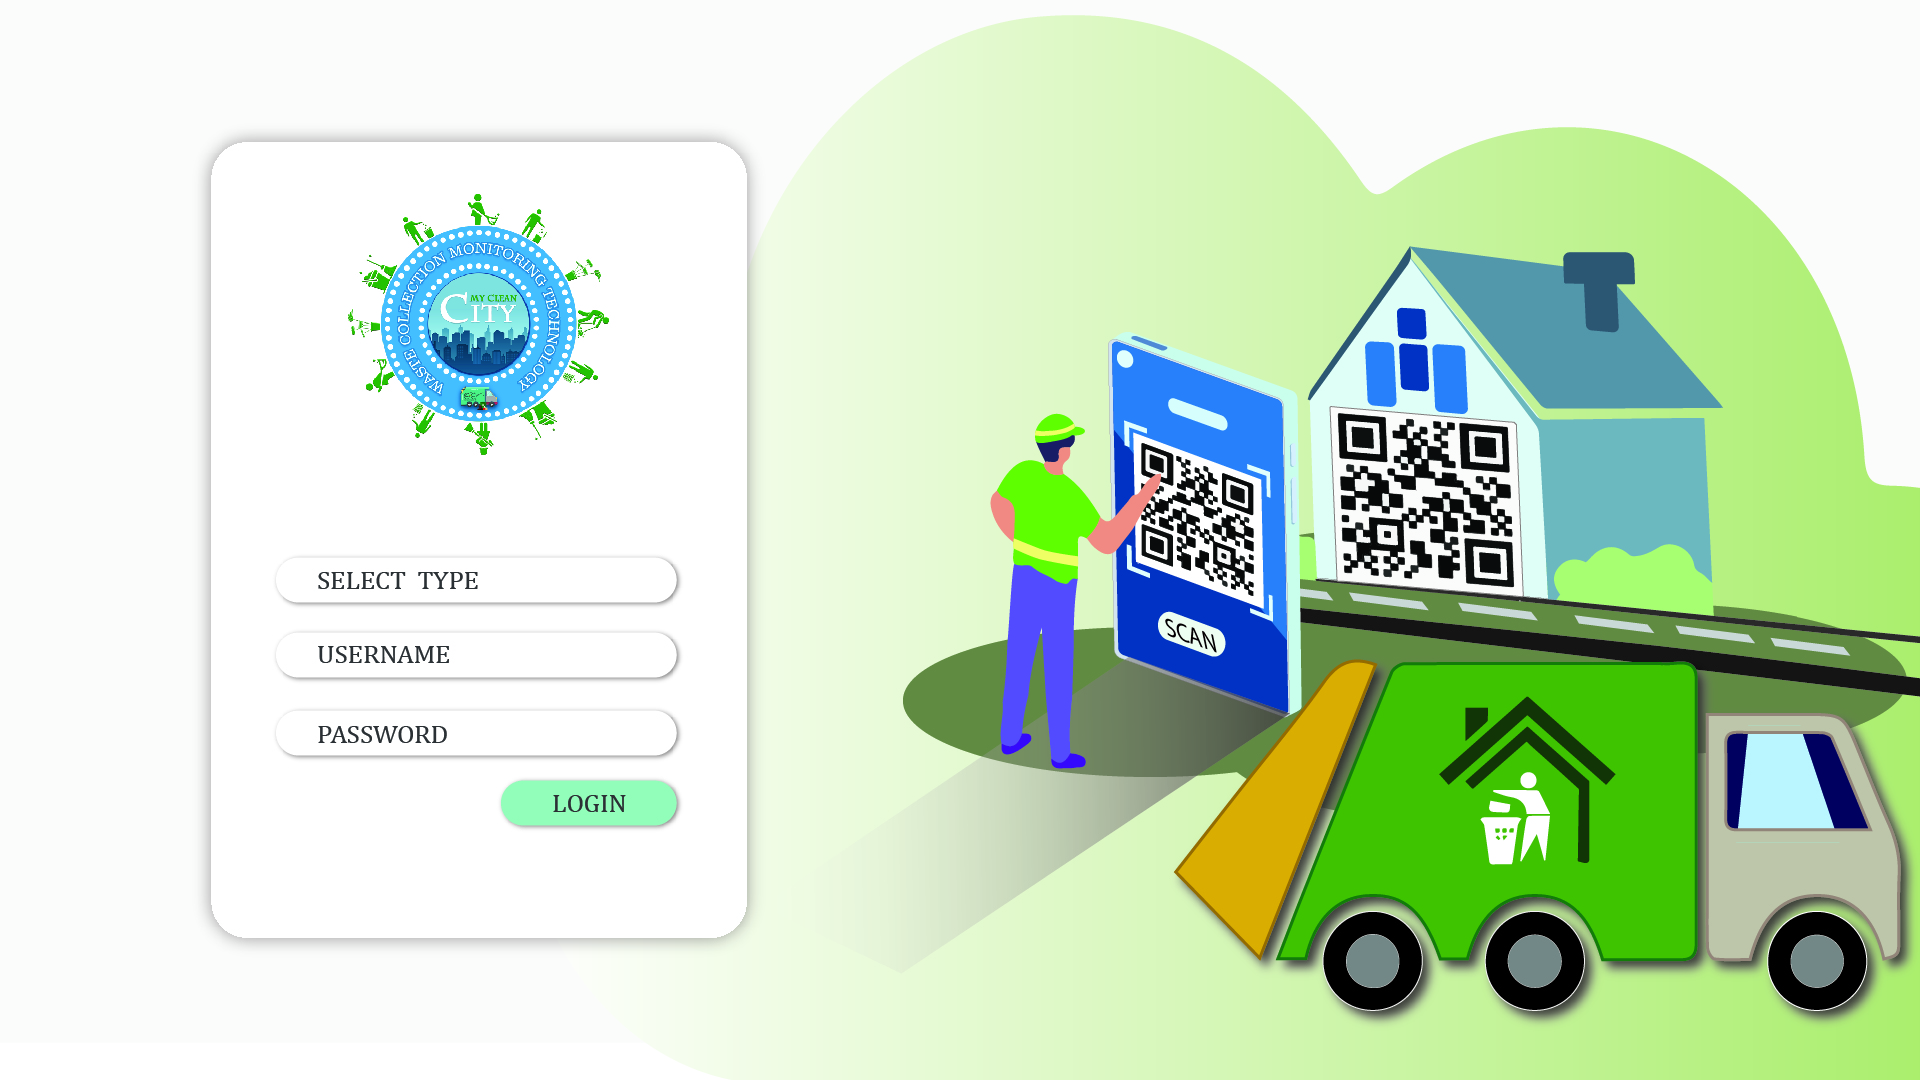 WASTE COLLECTION MONITORING TECHNOLOGY
MY CLEAN
CITY
SELECT TYPE
USERNAME
PASSWORD
LOGIN
SCAN